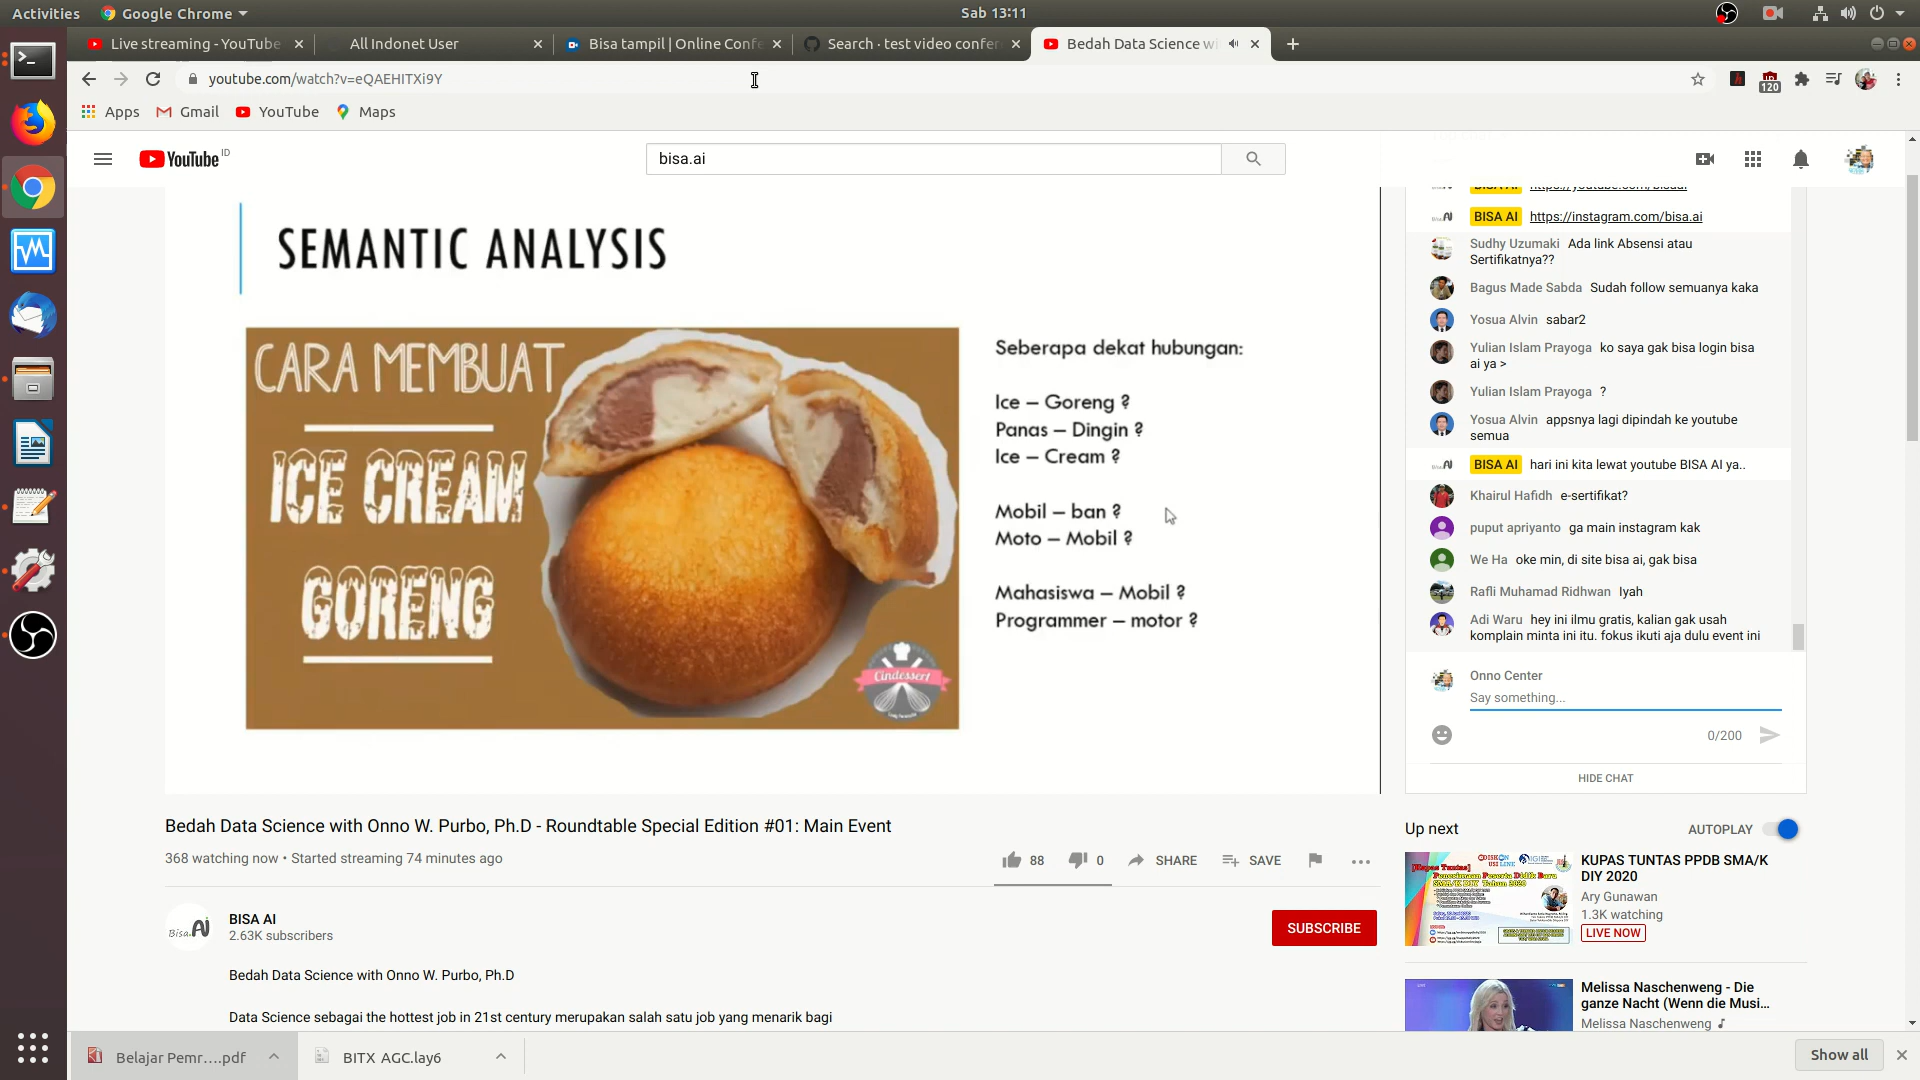 Activities
Google Chrome
Sab 13:11
Live streaming - YouTube
All Indonet User
Bisa tampil | Online Confe
Search · test video confer
Bedah Data Science wi
youtube.com/watch?v=eQAEHITXi9Y
120
Apps
Gmail
YouTube
Maps
YouTube ID
bisa.ai
SEMANTIC ANALYSIS
CARA MEMBUAT
ICE CREAM
GORENG
Cindessert
Seberapa dekat hubungan:
Ice – Goreng ?
Panas – Dingin ?
Ice – Cream ?
Mobil – ban ?
Moto – Mobil ?
Mahasiswa – Mobil ?
Programmer – motor ?
BISA AI https://youtube.com/bisaai
BISA AI https://instagram.com/bisa.ai
Sudhy Uzumaki Ada link Absensi atau
Sertifikatnya??
Bagus Made Sabda Sudah follow semuanya kaka
Yosua Alvin sabar2
Yulian Islam Prayoga ko saya gak bisa login bisa
ai ya >
Yulian Islam Prayoga ?
Yosua Alvin appsnya lagi dipindah ke youtube
semua
BISA AI hari ini kita lewat youtube BISA AI ya..
Khairul Hafidh e-sertifikat?
puput apriyanto ga main instagram kak
We Ha oke min, di site bisa ai, gak bisa
Rafli Muhamad Ridhwan Iyah
Adi Waru hey ini ilmu gratis, kalian gak usah
komplain minta ini itu. fokus ikuti aja dulu event ini
Onno Center
Say something...
0/200
HIDE CHAT
Bedah Data Science with Onno W. Purbo, Ph.D - Roundtable Special Edition #01: Main Event
368 watching now • Started streaming 74 minutes ago
88
0
SHARE
SAVE
Bisa AI
BISA AI
2.63K subscribers
SUBSCRIBE
Bedah Data Science with Onno W. Purbo, Ph.D
Data Science sebagai the hottest job in 21st century merupakan salah satu job yang menarik bagi
Up next
AUTOPLAY
KUPAS TUNTAS PPDB SMA/K
DIY 2020
Ary Gunawan
1.3K watching
LIVE NOW
Melissa Naschenweng - Die
ganze Nacht (Wenn die Musi...
Melissa Naschenweng
Belajar Pemr....pdf
BITX AGC.lay6
Show all